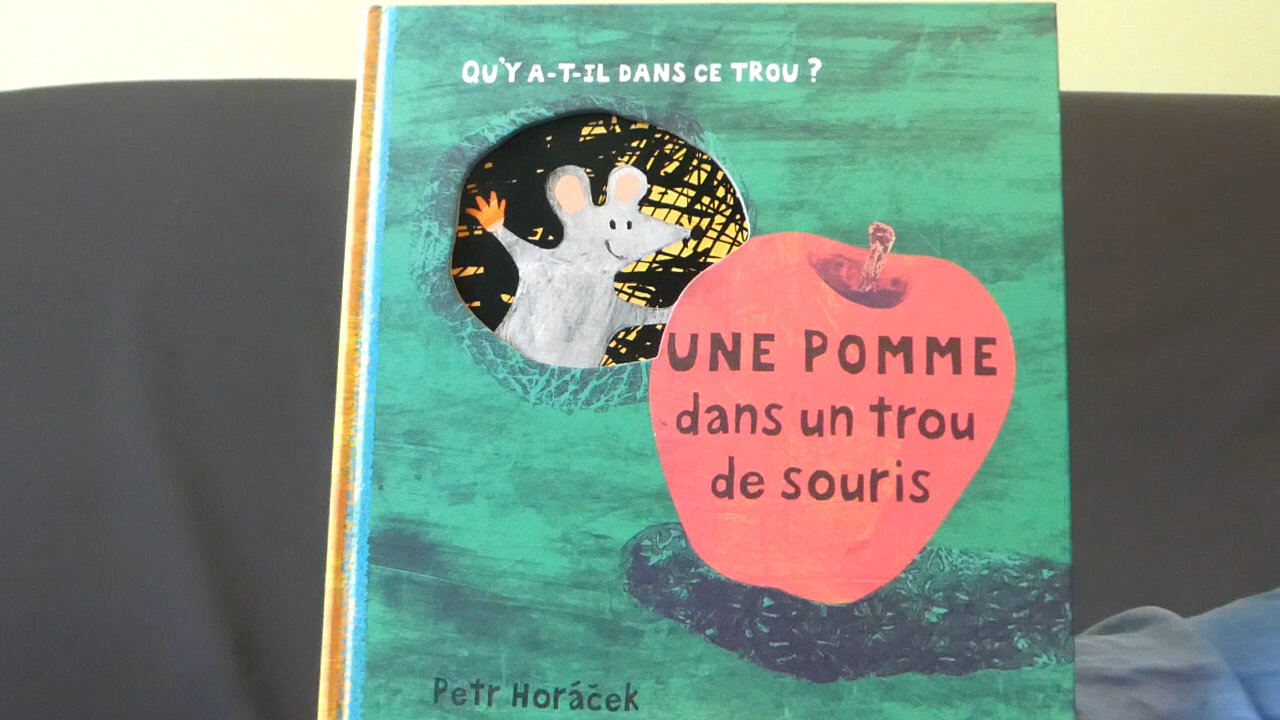 QU'Y A-T-IL DANS CE TROU ?
UNE POMME
dans un trou
de souris
Petr Horáček